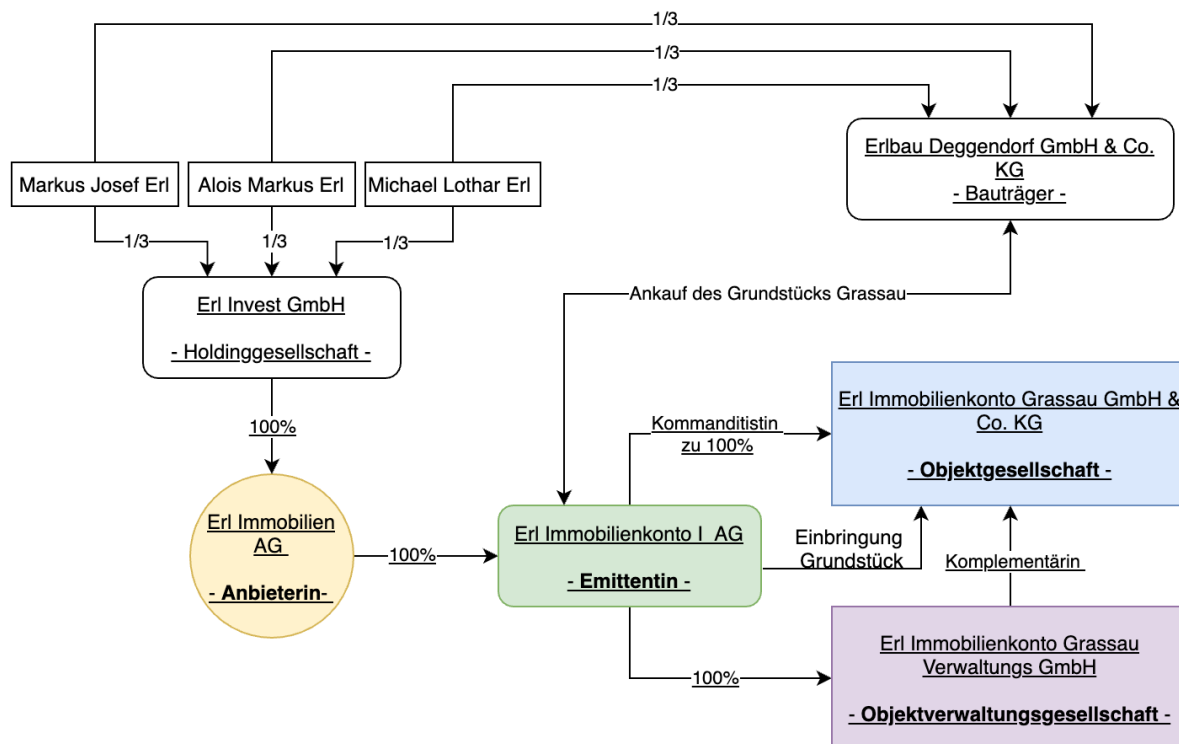 1/3
1/3
1/3
Erlbau Deggendorf GmbH & Co.
KG
- Bauträger -
Markus Josef Erl
Alois Markus Erl
Michael Lothar Erl
1/3
1/3
1/3
Erl Invest GmbH
- Holdinggesellschaft -
Ankauf des Grundstücks Grassau
100%
Kommanditistin
zu 100%
Erl Immobilienkonto Grassau GmbH &
Co. KG
- Objektgesellschaft -
Erl Immobilien
AG
- Anbieterin-
100%
Erl Immobilienkonto I AG
- Emittentin -
Einbringung
Grundstück
Komplementärin
100%
Erl Immobilienkonto Grassau
Verwaltungs GmbH
- Objektverwaltungsgesellschaft -